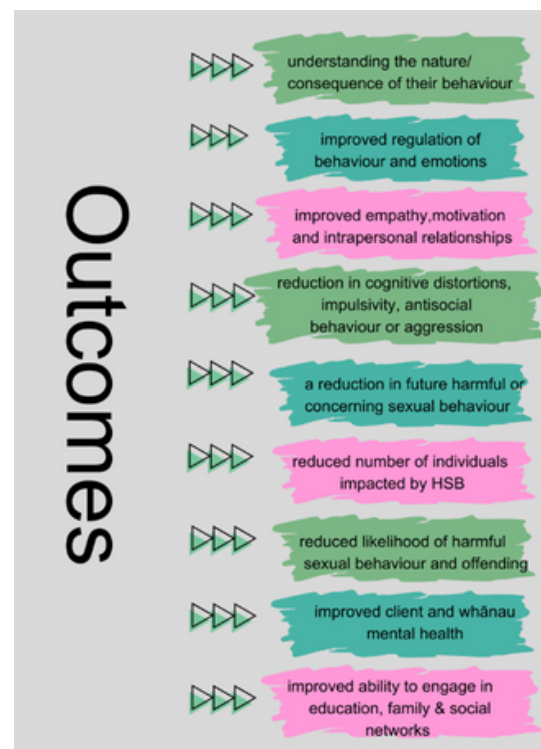 Outcomes
understanding the nature/
consequence of their behaviour
improved regulation of
behaviour and emotions
improved empathy,motivation
and intrapersonal relationships
reduction in cognitive distortions,
impulsivity, antisocial
behaviour or aggression
a reduction in future harmful or
concerning sexual behaviour
reduced number of individuals
impacted by HSB
reduced likelihood of harmful
sexual behaviour and offending
improved client and whānau
mental health
improved ability to engage in
education, family & social
networks